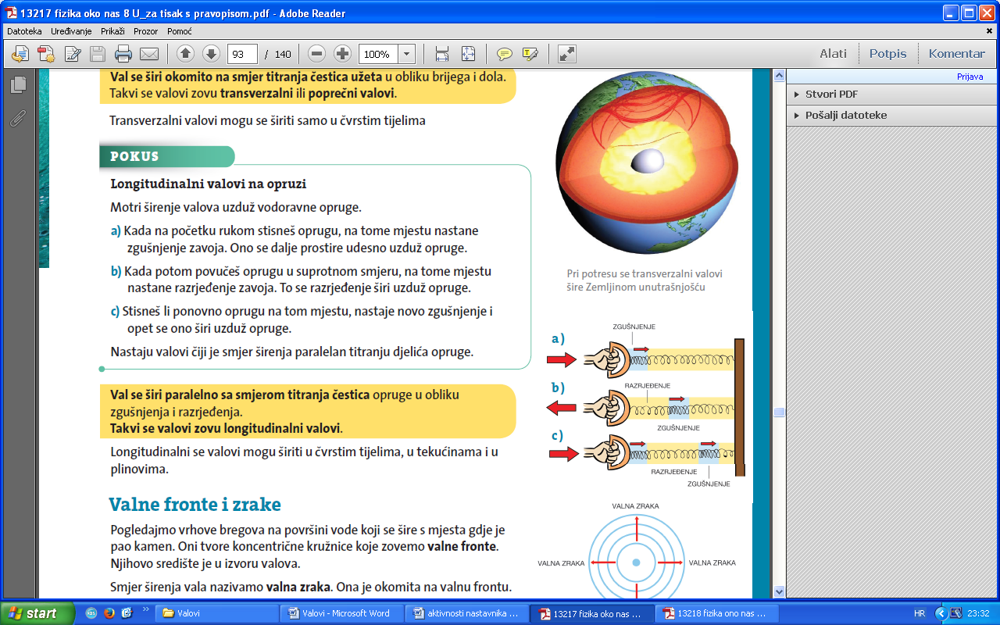 13217 fizika oko nas 8 U_za tisak s pravopisom.pdf - Adobe Reader
Datoteka Uređivanje Prikaži Prozor Pomoć
93 / 140 100% Alati Potpis Komentar
Prijava
Stvori PDF
Pošalji datoteke
Val se širi okomito na smjer titranja čestica užeta u obliku brijega i dola.
Takvi se valovi zovu transverzalni ili poprečni valovi.
Transverzalni valovi mogu se širiti samo u čvrstim tijelima
POKUS
Longitudinalni valovi na opruzi
Motri širenje valova uzduž vodoravne opruge.
a) Kada na početku rukom stisneš oprugu, na tome mjestu nastane
zgušnjenje zavoja. Ono se dalje prostire udesno uzduž opruge.
b) Kada potom povučeš oprugu u suprotnom smjeru, na tome mjestu
nastane razrjeđenje zavoja. To se razrjeđenje širi uzduž opruge.
c) Stisneš li ponovno oprugu na tom mjestu, nastaje novo zgušnjenje i
opet se ono širi uzduž opruge.
Nastaju valovi čiji je smjer širenja paralelan titranju djelića opruge.
Val se širi paralelno sa smjerom titranja čestica opruge u obliku
zgušnjenja i razrjeđenja.
Takvi se valovi zovu longitudinalni valovi.
Longitudinalni se valovi mogu širiti u čvrstim tijelima, u tekućinama i u
plinovima.
Valne fronte i zrake
Pogledajmo vrhove bregova na površini vode koji se šire s mjesta gdje je
pao kamen. Oni tvore koncentrične kružnice koje zovemo valne fronte.
Njihovo središte je u izvoru valova.
Smjer širenja vala nazivamo valna zraka. Ona je okomita na valnu frontu.
Pri potresu se transverzalni valovi
šire Zemljinom unutrašnjošću
ZGUŠNJENJE
a)
b)
RAZRJEĐENJE
ZGUŠNJENJE
c)
RAZRJEĐENJE
ZGUŠNJENJE
VALNA ZRAKA
VALNA ZRAKA
VALNA ZRAKA
start
Valovi
Valovi - Microsoft Word
aktivnosti nastavnika ...
13217 fizika oko nas ...
13218 fizika ono nas ...
HR
23:32